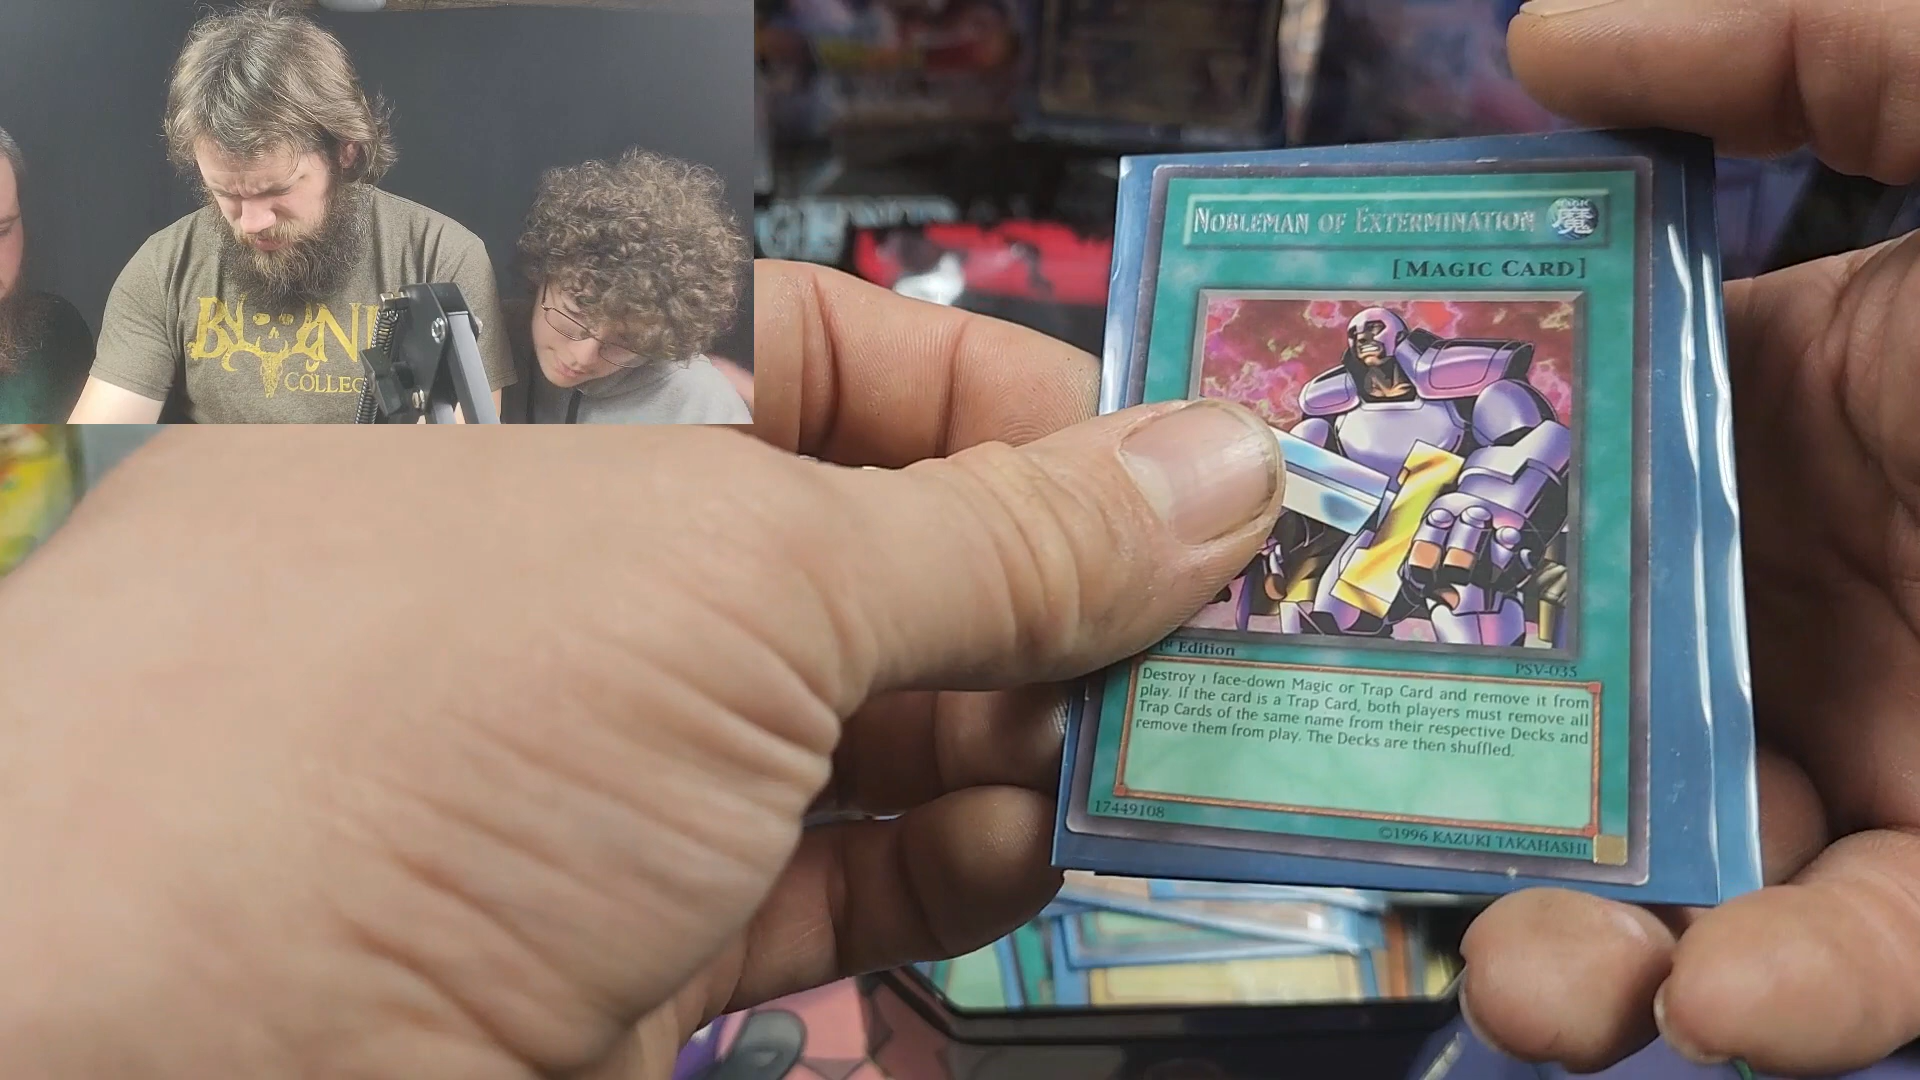 NOBLEMAN OF EXTERMINATION
MAGIC
魔
[MAGIC CARD]
1st Edition
PSV-035
Destroy 1 face-down Magic or Trap Card and remove it from
play. If the card is a Trap Card, both players must remove all
Trap Cards of the same name from their respective Decks and
remove them from play. The Decks are then shuffled.
17449108
©1996 KAZUKI TAKAHASHI